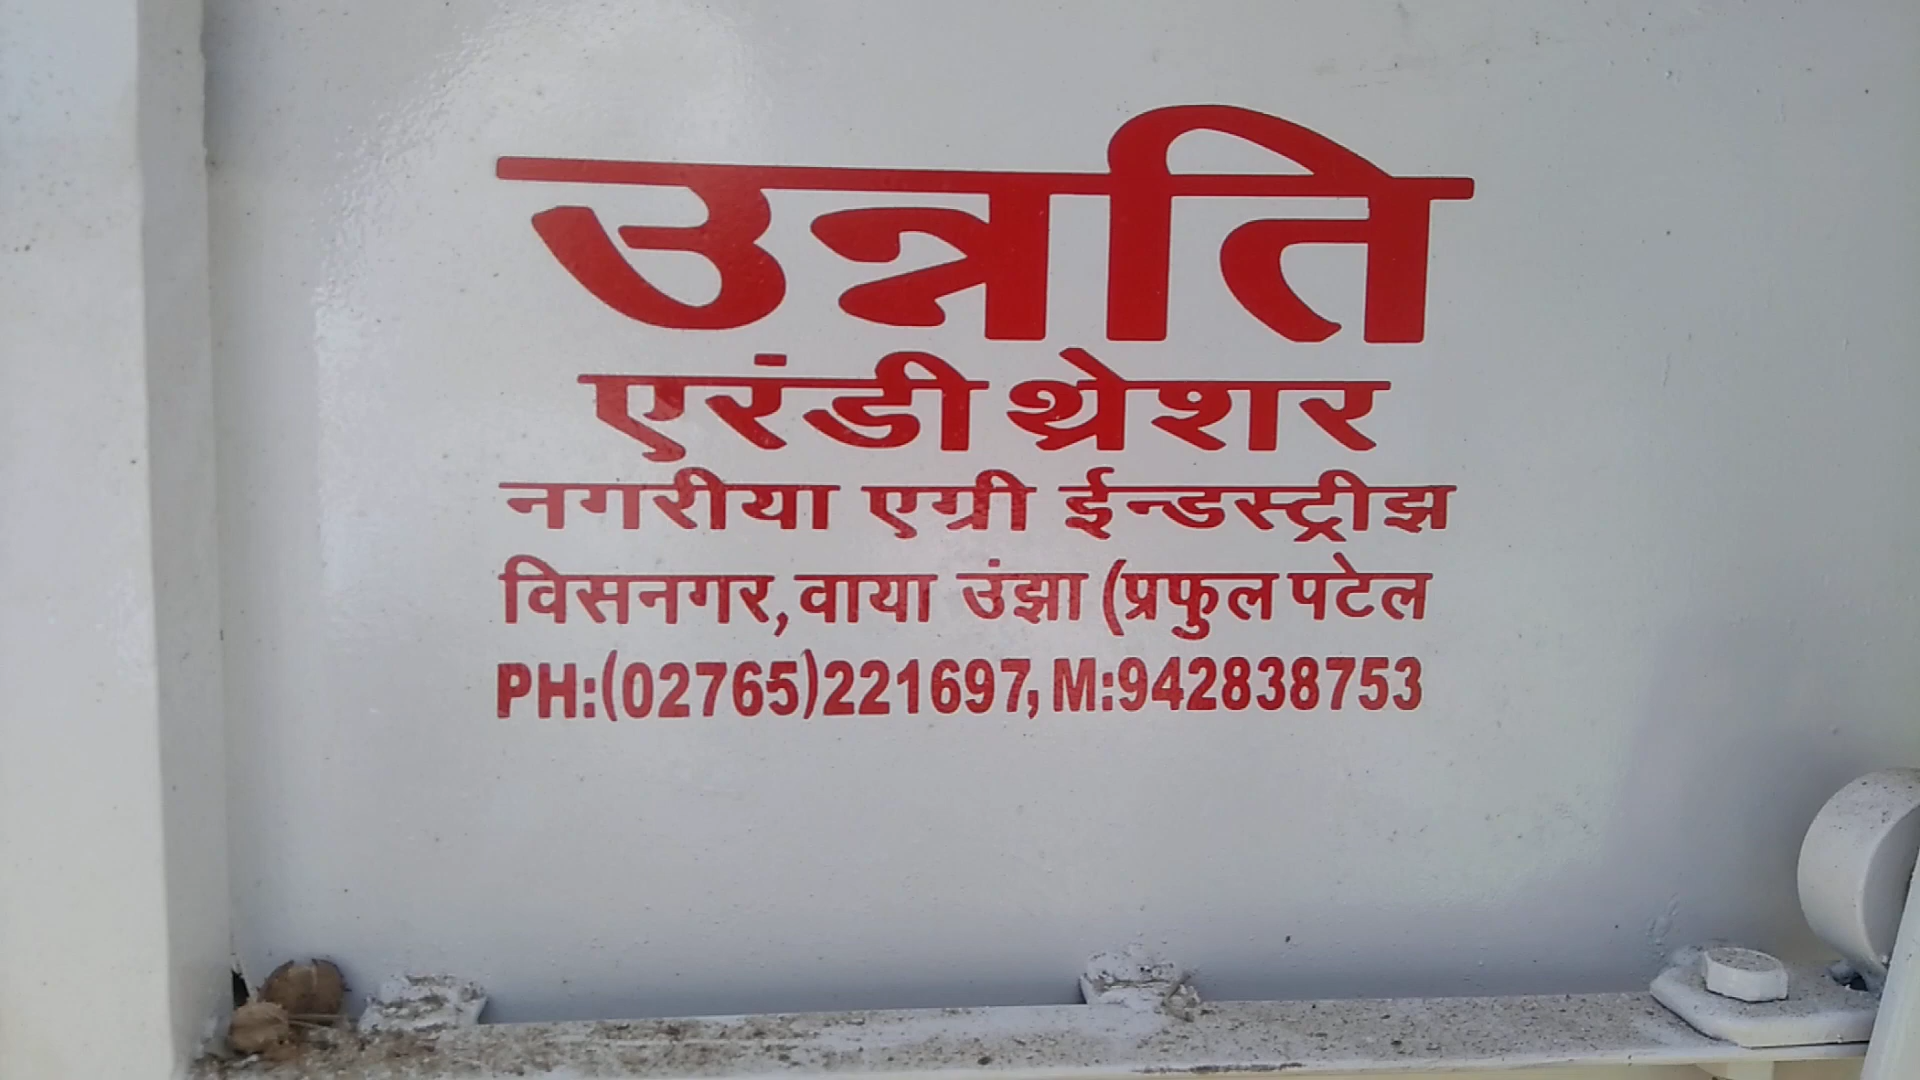 उन्नति
एरंडी थ्रेशर
नगरीया एग्री ईन्डस्ट्रीझ
विसनगर, वाया उंझा (प्रफुल पटेल
PH:(02765)221697, M:942838753